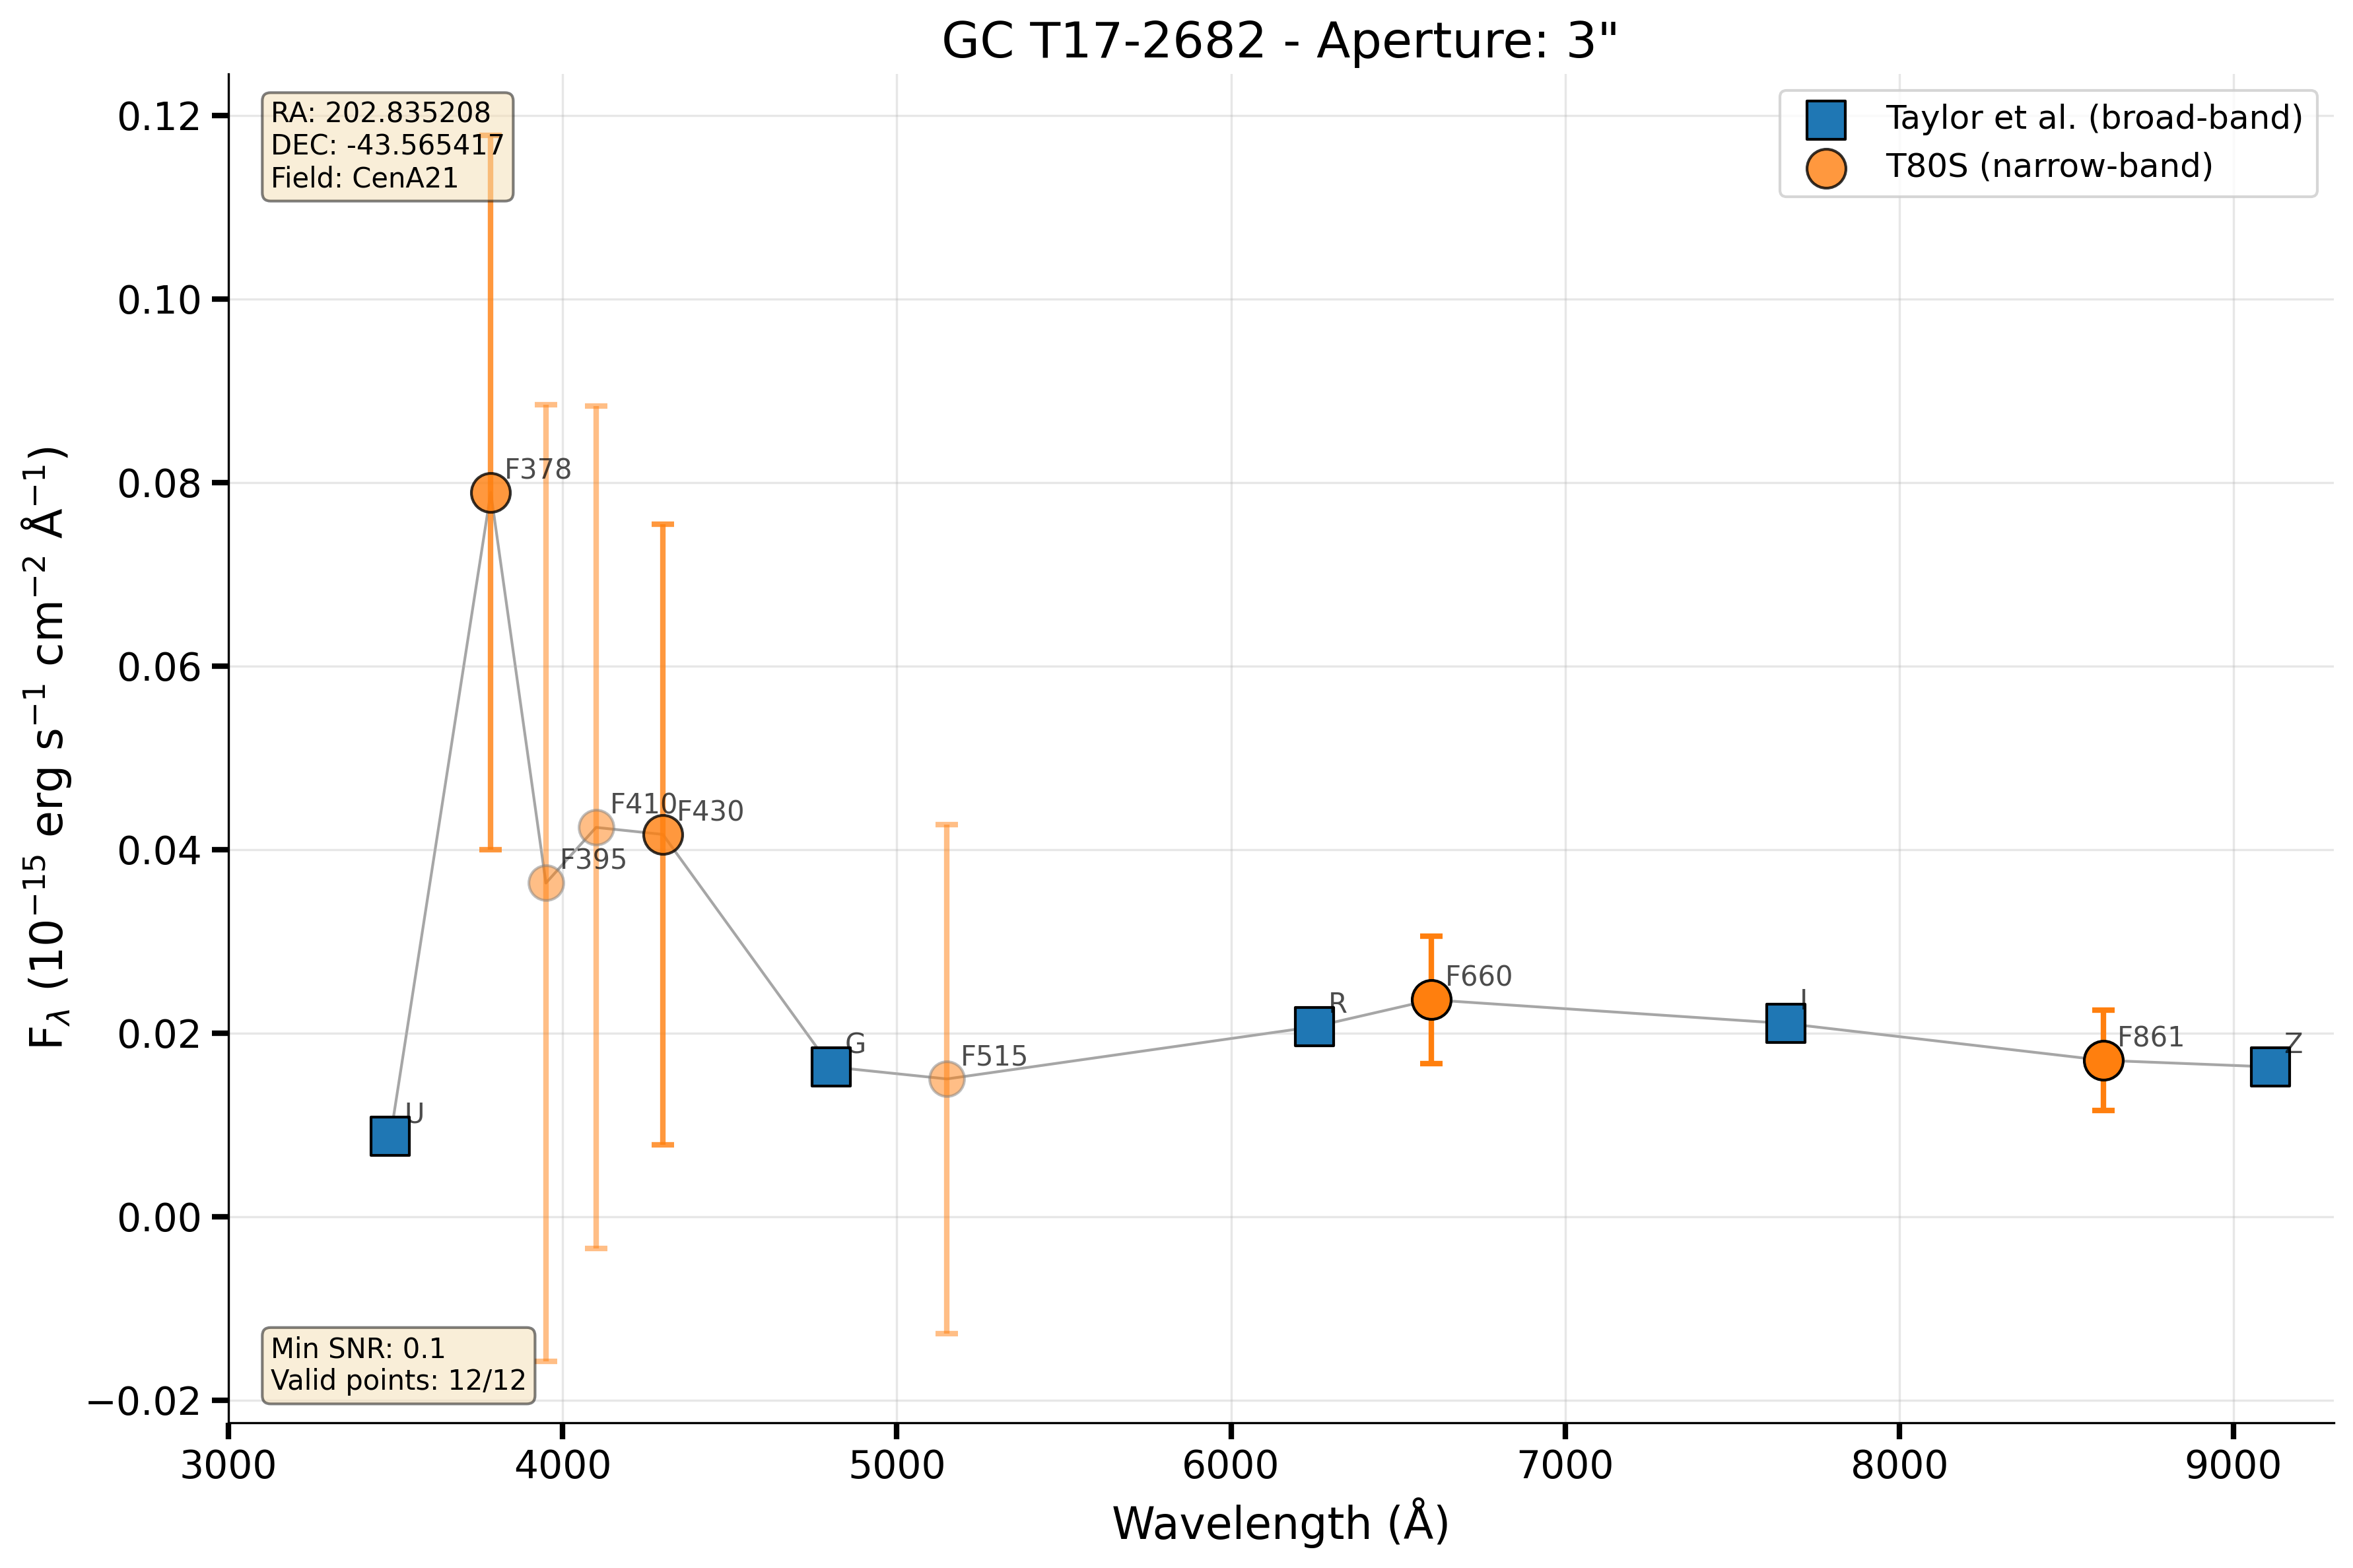 GC T17-2682 - Aperture: 3"
RA: 202.835208
DEC: -43.565417
Field: CenA21
Taylor et al. (broad-band)
T80S (narrow-band)
0.12
0.10
0.08
0.06
0.04
0.02
0.00
−0.02
F_λ (10⁻¹⁵ erg s⁻¹ cm⁻² Å⁻¹)
U
F378
F395
F410
F430
G
F515
R
F660
I
F861
Z
Min SNR: 0.1
Valid points: 12/12
3000 4000 5000 6000 7000 8000 9000
Wavelength (Å)